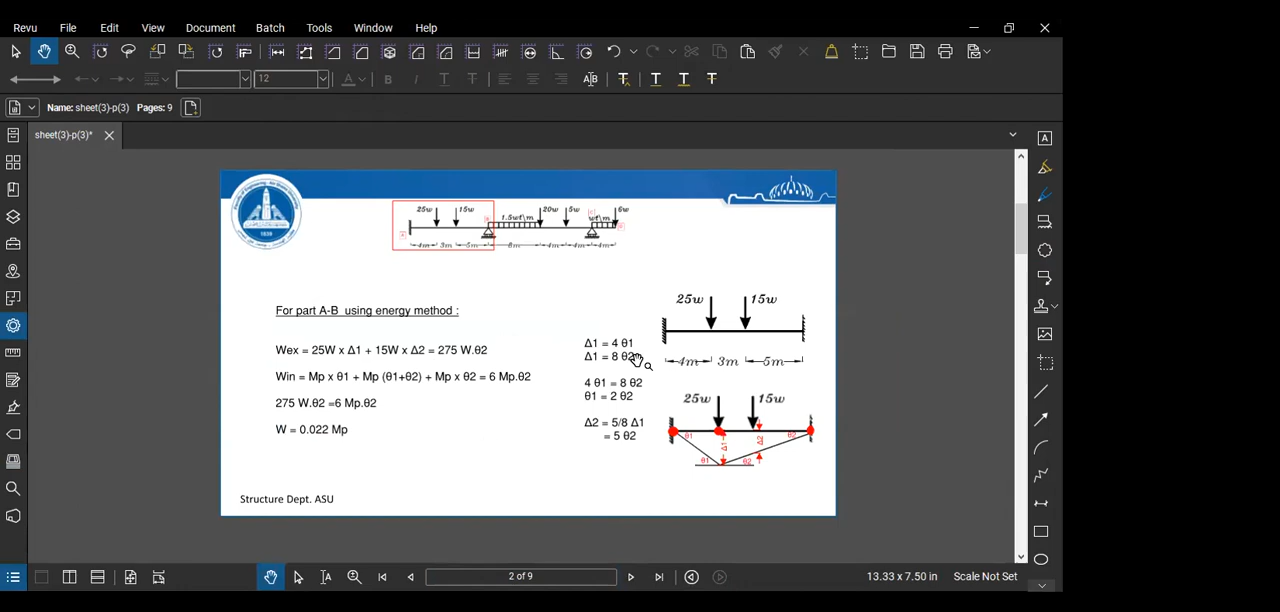 Revu File Edit View Document Batch Tools Window Help
12
Name: sheet(3)-p(3) Pages: 9
sheet(3)-p(3)*
25w 15w 20w 5w 6w
1.5wt\m wt\m
4m 3m 5m 8m 4m 4m 4m
For part A-B using energy method :
Wex = 25W x Δ1 + 15W x Δ2 = 275 W.θ2
Win = Mp x θ1 + Mp (θ1+θ2) + Mp x θ2 = 6 Mp.θ2
275 W.θ2 =6 Mp.θ2
W = 0.022 Mp
Δ1 = 4 θ1
Δ1 = 8 θ2
4 θ1 = 8 θ2
θ1 = 2 θ2
Δ2 = 5/8 Δ1
= 5 θ2
25w 15w
4m 3m 5m
25w 15w
θ1 Δ1 Δ2 θ2
θ1 θ2
Structure Dept. ASU
2 of 9
13.33 x 7.50 in Scale Not Set